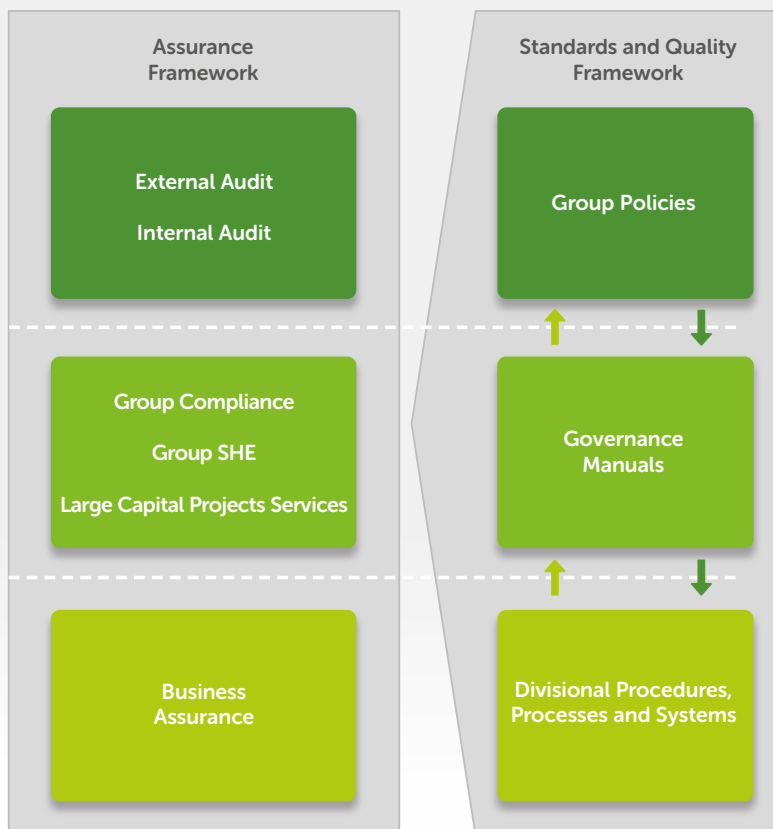 Assurance
Framework
External Audit
Internal Audit
Group Compliance
Group SHE
Large Capital Projects Services
Business
Assurance
Standards and Quality
Framework
Group Policies
Governance
Manuals
Divisional Procedures,
Processes and Systems